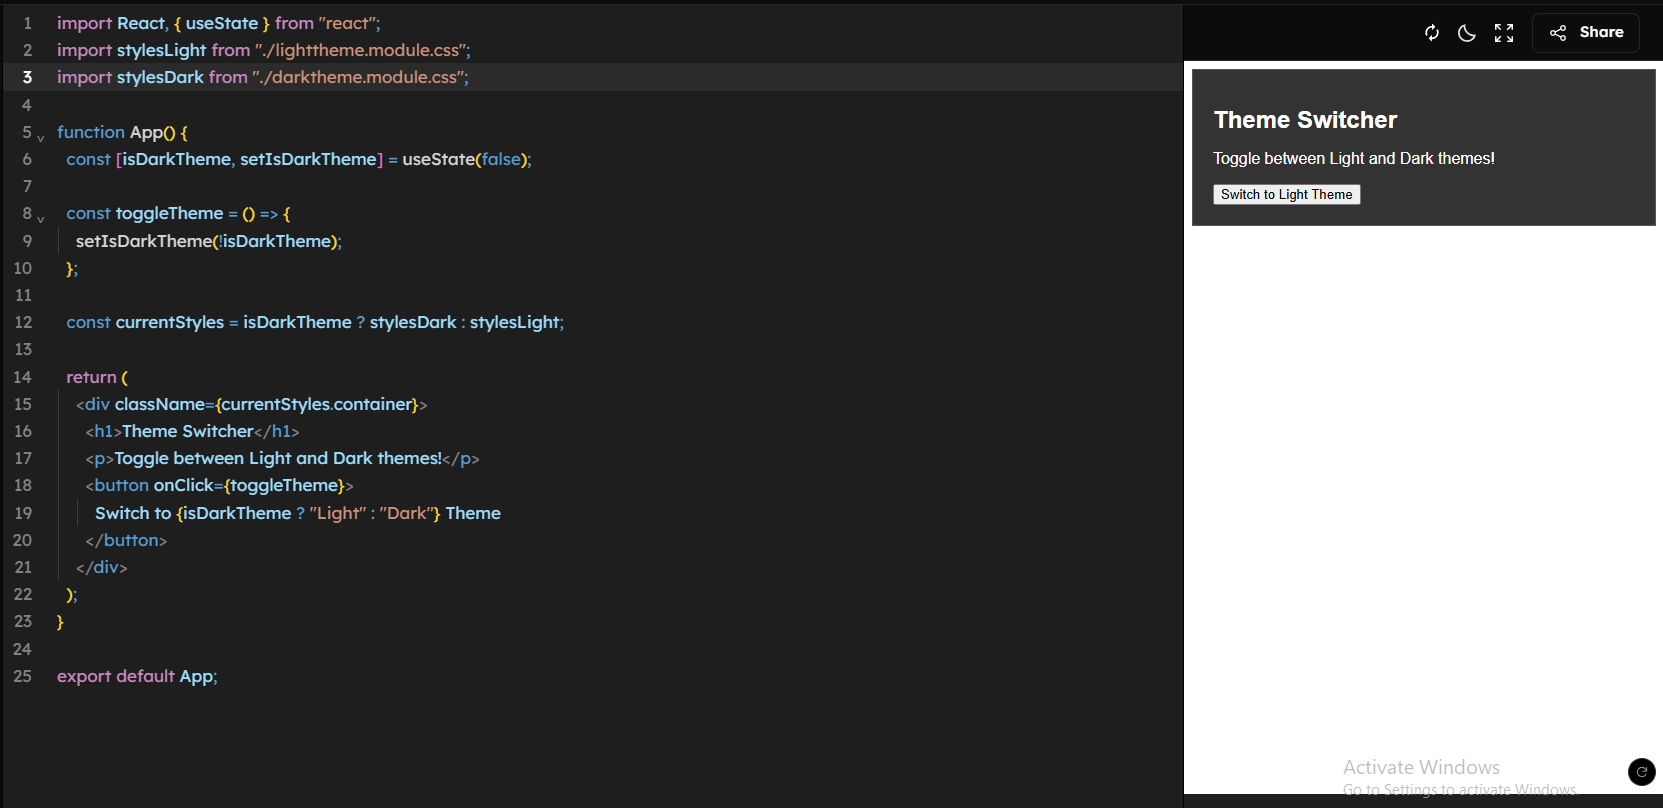 1 import React, { useState } from "react";
2 import stylesLight from "./lighttheme.module.css";
3 import stylesDark from "./darktheme.module.css";
4
5 function App() {
6 const [isDarkTheme, setIsDarkTheme] = useState(false);
7
8 const toggleTheme = () => {
9 setIsDarkTheme(!isDarkTheme);
10 };
11
12 const currentStyles = isDarkTheme ? stylesDark : stylesLight;
13
14 return (
15 <div className={currentStyles.container}>
16 <h1>Theme Switcher</h1>
17 <p>Toggle between Light and Dark themes!</p>
18 <button onClick={toggleTheme}>
19 Switch to {isDarkTheme ? "Light" : "Dark"} Theme
20 </button>
21 </div>
22 );
23 }
24
25 export default App;
Share
Theme Switcher
Toggle between Light and Dark themes!
Switch to Light Theme
Activate Windows
Go to Settings to activate Windows.